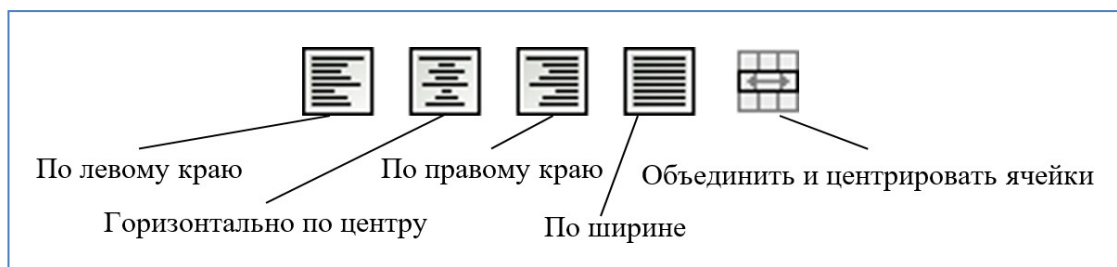 По левому краю
По правому краю
Объединить и центрировать ячейки
Горизонтально по центру
По ширине